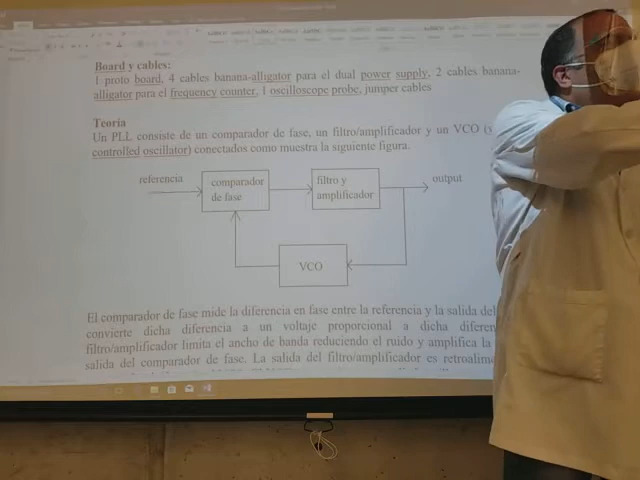 Board y cables:
1 proto board, 4 cables banana-alligator para el dual power supply, 2 cables banana-
alligator para el frequency counter, 1 oscilloscope probe, jumper cables
Teoría
Un PLL consiste de un comparador de fase, un filtro/amplificador y un VCO
controlled oscillator) conectados como muestra la siguiente figura.
referencia
comparador
de fase
filtro y
amplificador
output
VCO
El comparador de fase mide la diferencia en fase entre la referencia y la salida del
convierte dicha diferencia a un voltaje proporcional a dicha
filtro/amplificador limita el ancho de banda reduciendo el ruido y amplifica la
salida del comparador de fase. La salida del filtro/amplificador es